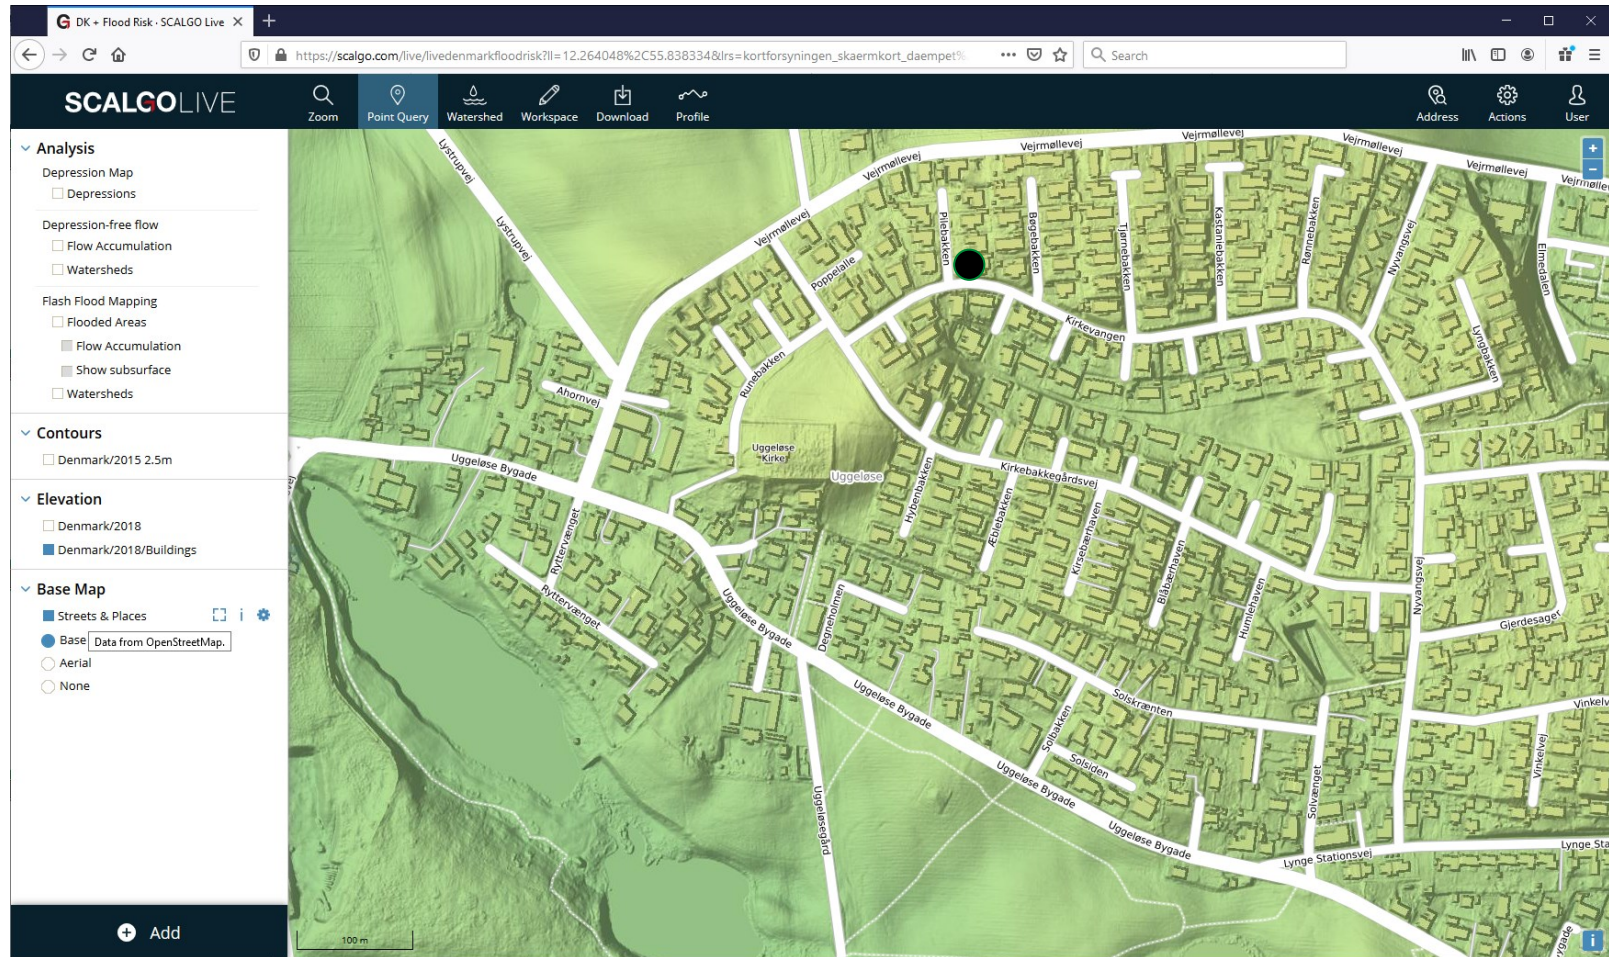 DK + Flood Risk · SCALGO Live
https://scalgo.com/live/livedenmarkfloodrisk?ll=12.264048%2C55.838334&lrs=kortforsyningen_skaermkort_daempet%
Search
SCALGOLIVE
Zoom
Point Query
Watershed
Workspace
Download
Profile
Address
Actions
User
Analysis
Depression Map
Depressions
Depression-free flow
Flow Accumulation
Watersheds
Flash Flood Mapping
Flooded Areas
Flow Accumulation
Show subsurface
Watersheds
Contours
Denmark/2015 2.5m
Elevation
Denmark/2018
Denmark/2018/Buildings
Base Map
Streets & Places
Base
Data from OpenStreetMap.
Aerial
None
Add
Lystrupvej
Lystrupvej
Vejrmøllevej
Vejrmøllevej
Vejrmøllevej
Vejrmøllevej
Vejrmøllevej
Vejrmøllevej
Vejrmølle
Pilebakken
Bøgebakken
Tjørnebakken
Kastaniebakken
Rønnebakken
Nyvangsvej
Elmedalen
Poppelalle
Kirkevangen
Lyngbakken
Runebakken
Ahornvej
Uggeløse Bygade
Uggeløse
Kirke
Uggeløse
Hybenbakken
Kirkebakkegårdsvej
Æblebakken
Kirsebærhaven
Blåbærhaven
Humlehaven
Nyvangsvej
Gjerdesager
Ryttervænget
Ryttervænget
Uggeløse Bygade
Degneholmen
Uggeløse Bygade
Solskrænten
Solbakken
Solsiden
Vinkelv
Vinkelvej
Solvænget
Uggeløse Bygade
Uggeløsegård
Uggeløse Bygade
Lynge Stationsvej
Lynge Sta
100 m